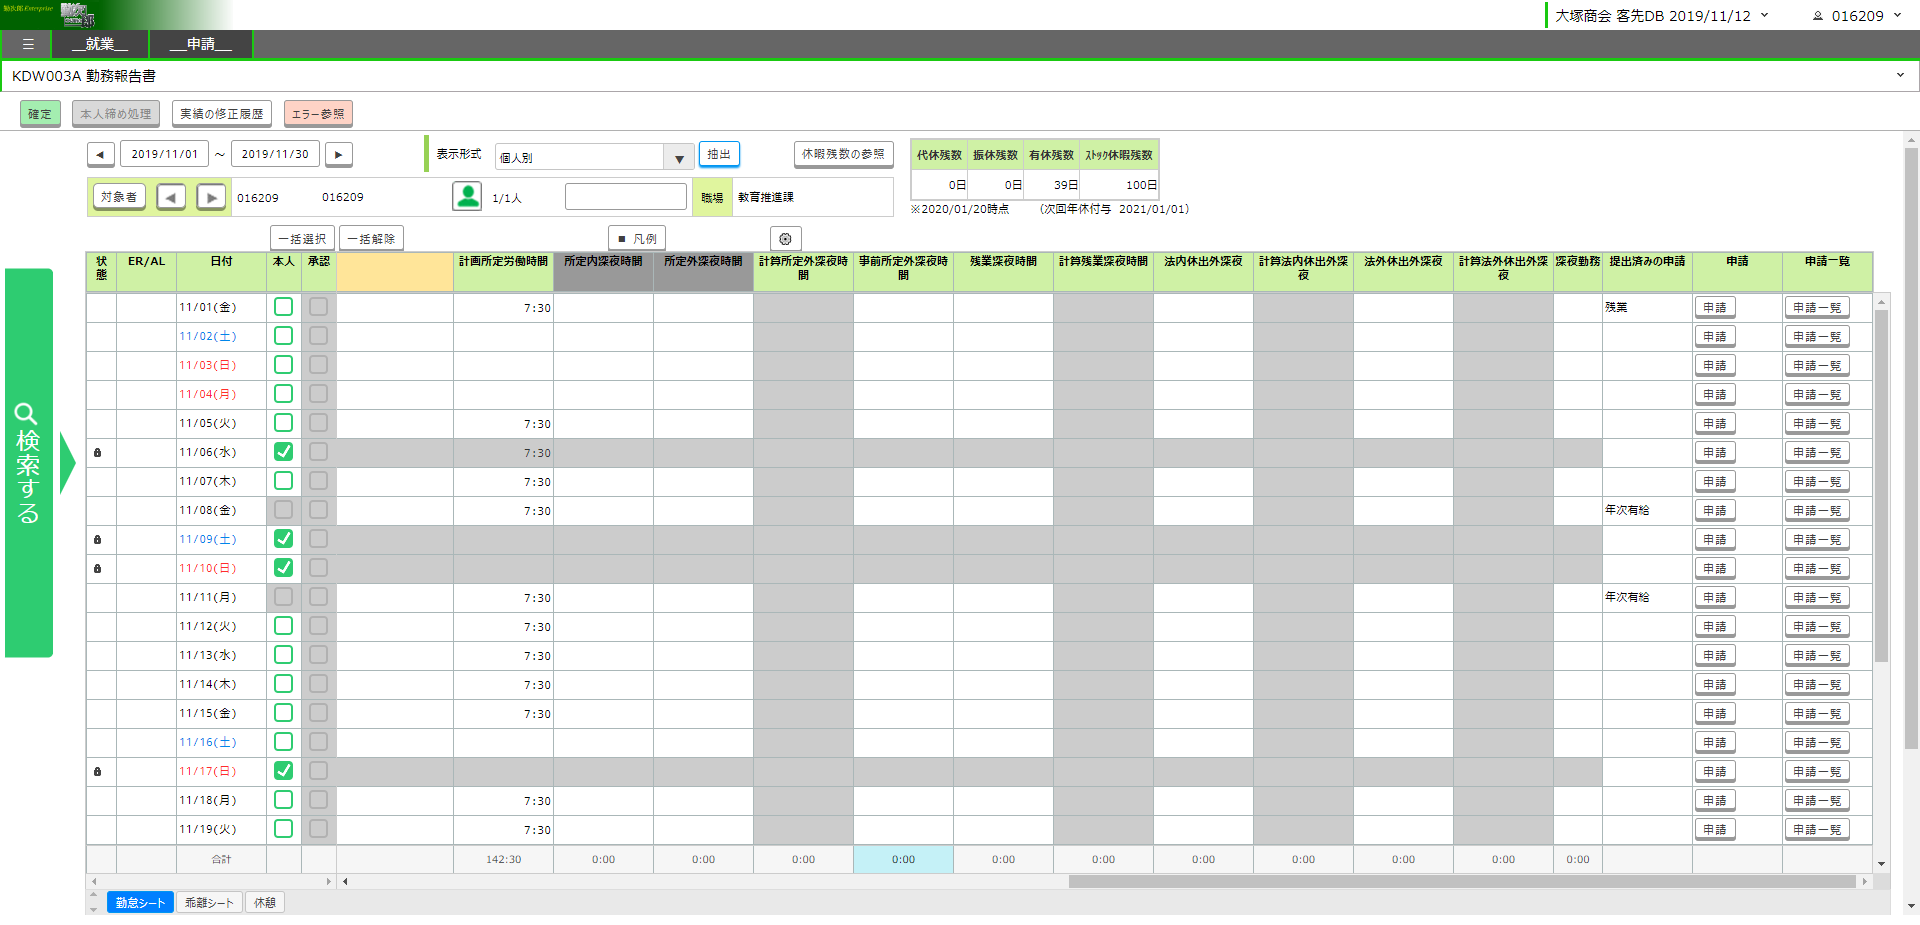 勤次郎Enterprise
大塚商会 客先DB 2019/11/12
016209
☰ __就業__ __申請__
KDW003A 勤務報告書
確定 本人締め処理 実績の修正履歴 エラー参照
◀ 2019/11/01 ～ 2019/11/30 ▶ 表示形式 個人別 ▼ 抽出 休暇残数の参照
代休残数 振休残数 有休残数 ｽﾄｯｸ休暇残数
0日 0日 39日 100日
※2020/01/20時点 (次回年休付与 2021/01/01)
対象者 ◀ ▶ 016209 016209 1/1人 職場 教育推進課
一括選択 一括解除 ■ 凡例
状態 ER/AL 日付 本人 承認 計画所定労働時間 所定内深夜時間 所定外深夜時間 計算所定外深夜時間 事前所定外深夜時間 残業深夜時間 計算残業深夜時間 法内休出外深夜 計算法内休出外深夜 法外休出外深夜 計算法外休出外深夜 深夜勤務 提出済みの申請 申請 申請一覧
11/01(金) 7:30 残業 申請 申請一覧
11/02(土) 申請 申請一覧
11/03(日) 申請 申請一覧
11/04(月) 申請 申請一覧
11/05(火) 7:30 申請 申請一覧
11/06(水) 7:30 申請 申請一覧
11/07(木) 7:30 申請 申請一覧
11/08(金) 7:30 年次有給 申請 申請一覧
11/09(土) 申請 申請一覧
11/10(日) 申請 申請一覧
11/11(月) 7:30 年次有給 申請 申請一覧
11/12(火) 7:30 申請 申請一覧
11/13(水) 7:30 申請 申請一覧
11/14(木) 7:30 申請 申請一覧
11/15(金) 7:30 申請 申請一覧
11/16(土) 申請 申請一覧
11/17(日) 申請 申請一覧
11/18(月) 7:30 申請 申請一覧
11/19(火) 7:30 申請 申請一覧
合計 142:30 0:00 0:00 0:00 0:00 0:00 0:00 0:00 0:00 0:00 0:00 0:00
検索する
勤怠シート 乖離シート 休憩